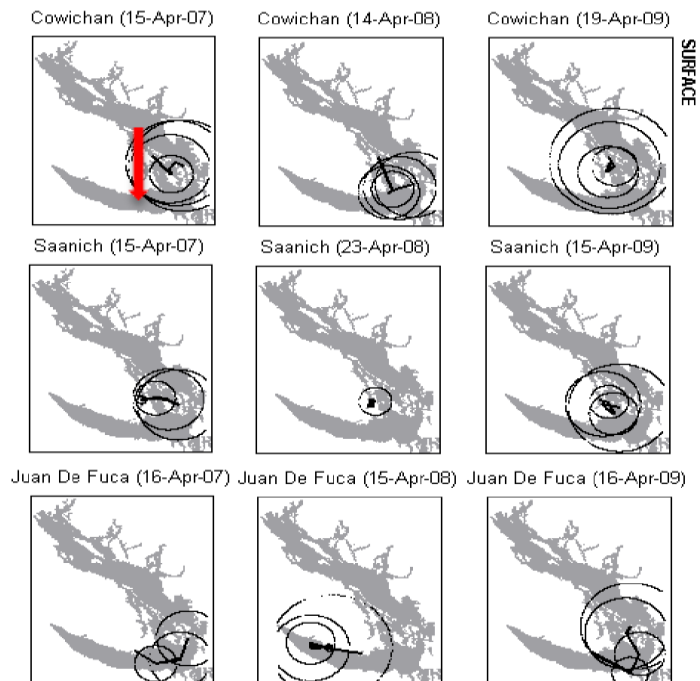 Cowichan (15-Apr-07)
Cowichan (14-Apr-08)
Cowichan (19-Apr-09)
SURFACE
Saanich (15-Apr-07)
Saanich (23-Apr-08)
Saanich (15-Apr-09)
Juan De Fuca (16-Apr-07)
Juan De Fuca (15-Apr-08)
Juan De Fuca (16-Apr-09)